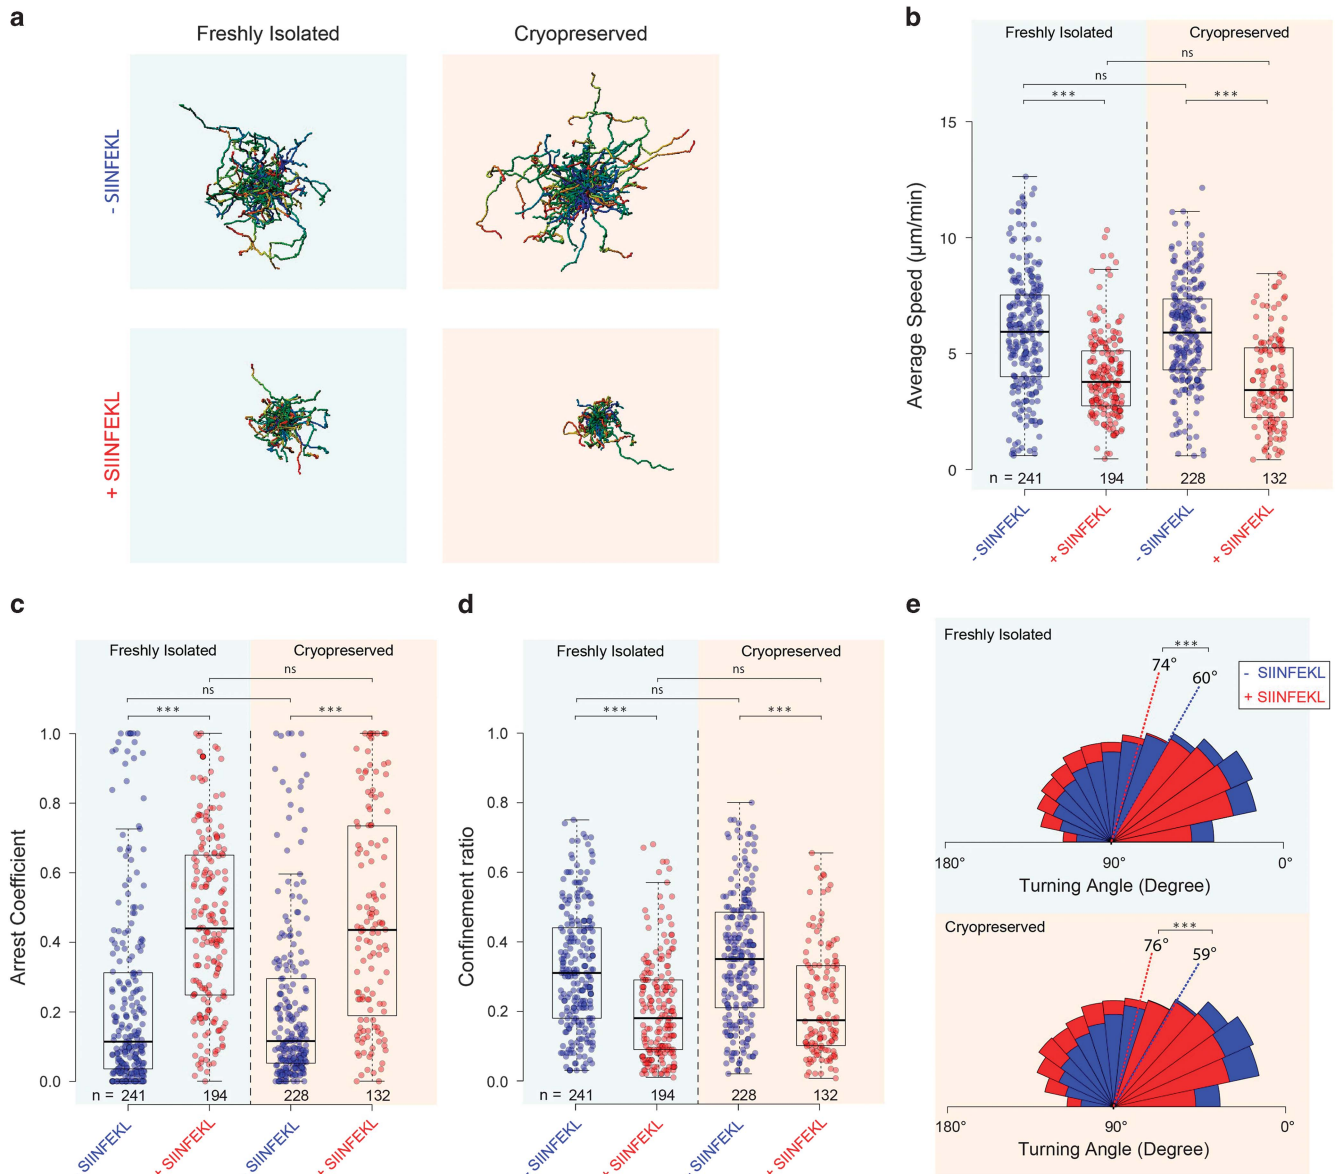 a
Freshly Isolated
Cryopreserved
- SIINFEKL
+ SIINFEKL
b
Freshly Isolated
Cryopreserved
ns
ns
***
***
Average Speed (µm/min)
15
10
5
0
n = 241
194
228
132
- SIINFEKL
+ SIINFEKL
- SIINFEKL
+ SIINFEKL
c
Freshly Isolated
Cryopreserved
ns
ns
***
***
Arrest Coefficient
1.0
0.8
0.6
0.4
0.2
0.0
n = 241
194
228
132
SIINFEKL
+ SIINFEKL
SIINFEKL
+ SIINFEKL
d
Freshly Isolated
Cryopreserved
ns
ns
***
***
Confinement ratio
1.0
0.8
0.6
0.4
0.2
0.0
n = 241
194
228
132
- SIINFEKL
+ SIINFEKL
- SIINFEKL
+ SIINFEKL
e
Freshly Isolated
***
74°
60°
- SIINFEKL
+ SIINFEKL
180°
90°
0°
Turning Angle (Degree)
Cryopreserved
***
76°
59°
180°
90°
0°
Turning Angle (Degree)